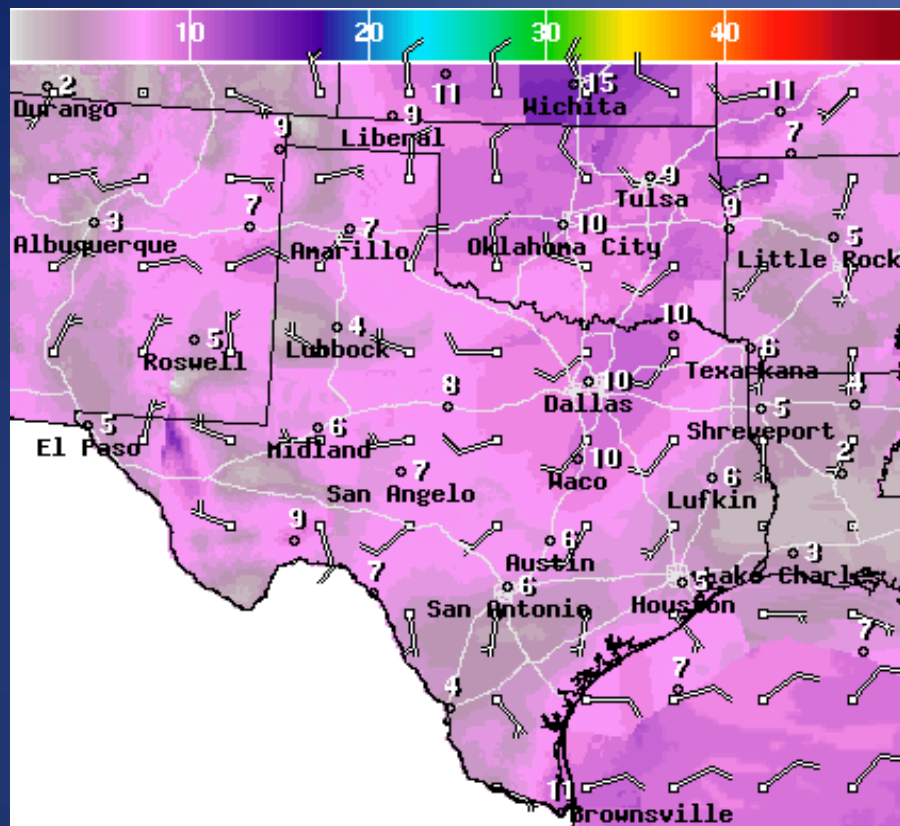 10 20 30 40
2 11 15 11
Durango Wichita
9 9 Liberal 7
7 9
Tulsa
3 7 10 9 5
Albuquerque Amarillo Oklahoma City Little Rock
5 4 10 6
Roswell Lubbock Texarkana
8 10 4
Dallas
5 6 5
El Paso Midland Shreveport
7 10 6 2
San Angelo Waco Lufkin
9 6 3
Austin
7 6 5 Lake Charles
San Antonio Houston
7
4 7
11
Brownsville